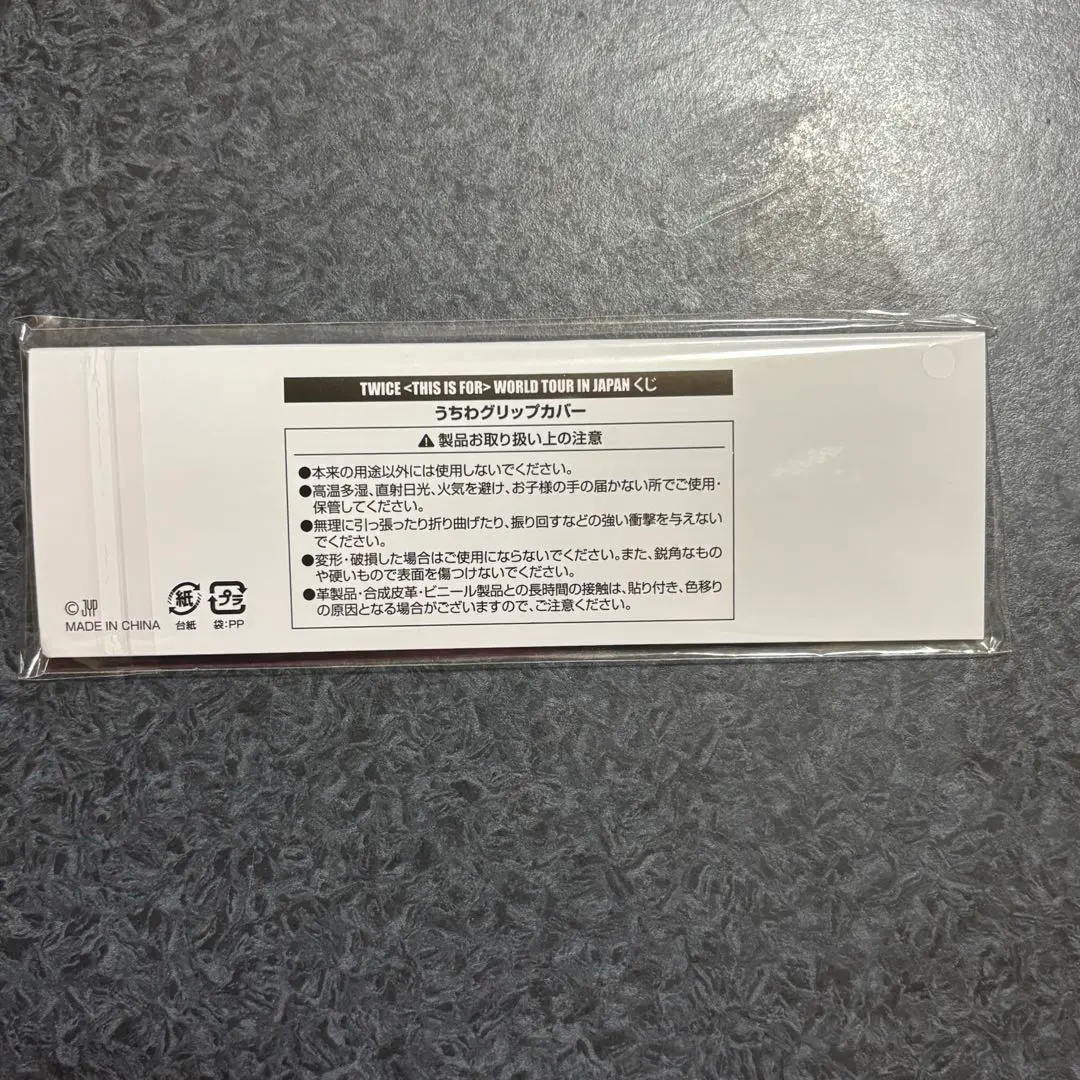 TWICE <THIS IS FOR> WORLD TOUR IN JAPAN くじ
うちわグリップカバー
⚠ 製品お取り扱い上の注意
●本来の用途以外には使用しないでください。
●高温多湿、直射日光、火気を避け、お子様の手の届かない所でご使用・
保管してください。
●無理に引っ張ったり折り曲げたり、振り回すなどの強い衝撃を与えない
でください。
●変形・破損した場合はご使用にならないでください。また、鋭角なもの
や硬いもので表面を傷つけないでください。
●革製品・合成皮革・ビニール製品との長時間の接触は、貼り付き、色移り
の原因となる場合がございますので、ご注意ください。
© JYP
MADE IN CHINA
紙
台紙
プラ
袋:PP